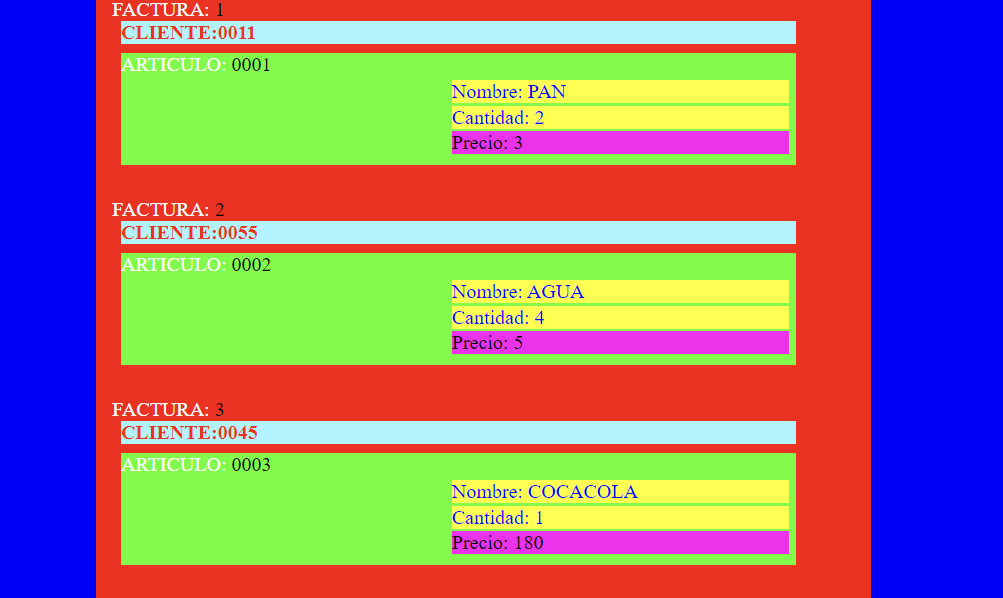 FACTURA: 1
CLIENTE:0011
ARTICULO: 0001
Nombre: PAN
Cantidad: 2
Precio: 3
FACTURA: 2
CLIENTE:0055
ARTICULO: 0002
Nombre: AGUA
Cantidad: 4
Precio: 5
FACTURA: 3
CLIENTE:0045
ARTICULO: 0003
Nombre: COCACOLA
Cantidad: 1
Precio: 180